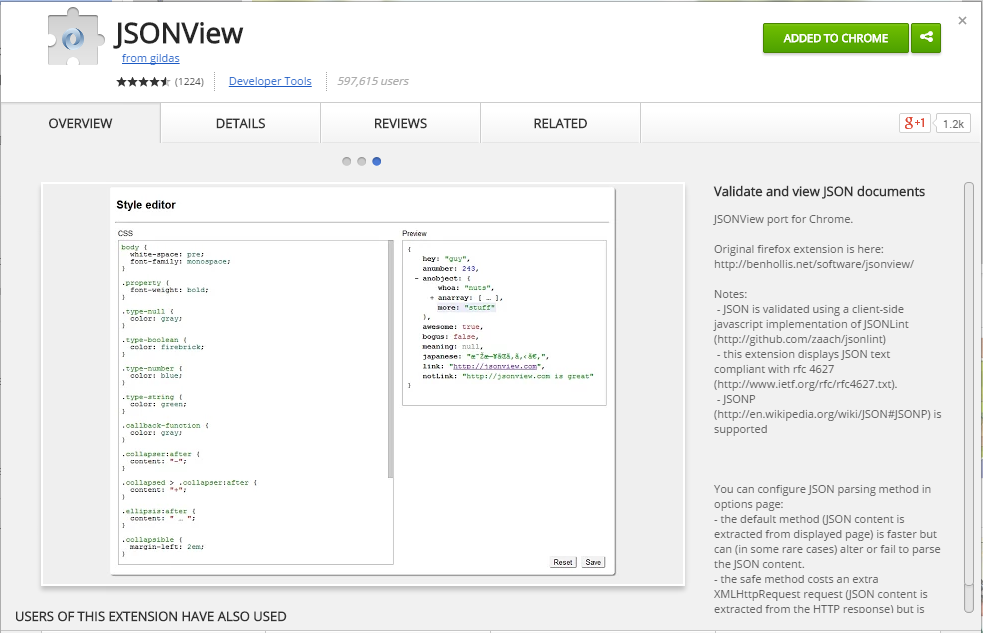 JSONView
from gildas
(1224)
Developer Tools
597,615 users
ADDED TO CHROME
OVERVIEW
DETAILS
REVIEWS
RELATED
g+1
1.2k
Style editor
CSS
body {
white-space: pre;
font-family: monospace;
}
.property {
font-weight: bold;
}
.type-null {
color: gray;
}
.type-boolean {
color: firebrick;
}
.type-number {
color: blue;
}
.type-string {
color: green;
}
.callback-function {
color: gray;
}
.collapser:after {
content: "-";
}
.collapsed > .collapser:after {
content: "+";
}
.ellipsis:after {
content: " … ";
}
.collapsible {
margin-left: 2em;
}
Preview
{
hey: "guy",
anumber: 243,
- anobject: {
whoa: "nuts",
+ anarray: [ … ],
more: "stuff"
},
awesome: true,
bogus: false,
meaning: null,
japanese:
link: "http://jsonview.com",
notLink: "http://jsonview.com is great"
}
Reset
Save
Validate and view JSON documents
JSONView port for Chrome.
Original firefox extension is here:
http://benhollis.net/software/jsonview/
Notes:
- JSON is validated using a client-side
javascript implementation of JSONLint
(http://github.com/zaach/jsonlint)
- this extension displays JSON text
compliant with rfc 4627
(http://www.ietf.org/rfc/rfc4627.txt).
- JSONP
(http://en.wikipedia.org/wiki/JSON#JSONP) is
supported
You can configure JSON parsing method in
options page:
- the default method (JSON content is
extracted from displayed page) is faster but
can (in some rare cases) alter or fail to parse
the JSON content.
- the safe method costs an extra
XMLHttpRequest request (JSON content is
extracted from the HTTP response) but is
USERS OF THIS EXTENSION HAVE ALSO USED